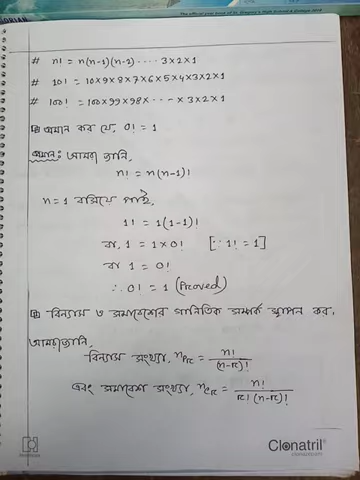 # n! = n(n-1)(n-2) ···· 3×2×1
# 10! = 10×9×8×7×6×5×4×3×2×1
# 100! = 100×99×98×---×3×2×1
প্রমাণ কর যে, 0! = 1
প্রমাণ: আমরা জানি,
n! = n(n-1)!
n=1 বসিয়ে পাই,
1! = 1(1-1)!
বা, 1 = 1×0! [∵ 1! = 1]
বা 1 = 0!
∴ 0! = 1 (Proved)
বিন্যাস ও সমাবেশের গানিতিক সম্পর্ক স্থাপন কর।
আমরা জানি,
বিন্যাস সংখ্যা, nPr = n!/(n-r)!
এবং সমাবেশ সংখ্যা, nCr = n!/r!(n-r)!
Clonatril